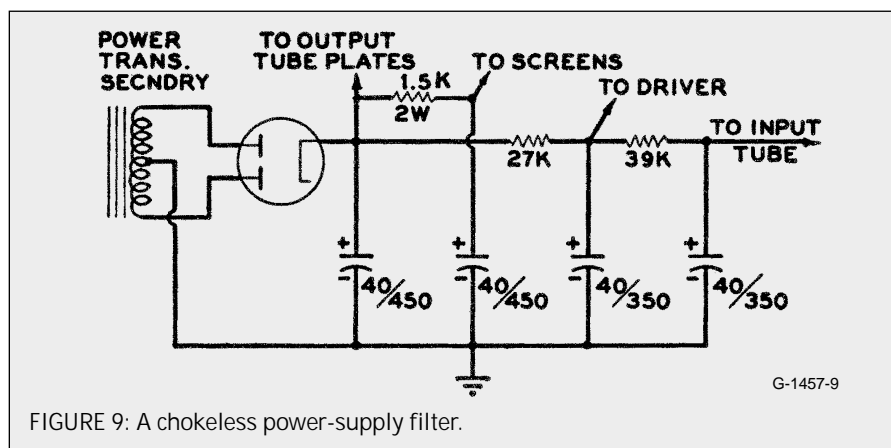 POWER
TRANS.
SECNDRY
TO OUTPUT
TUBE PLATES
1.5K
2W
TO SCREENS
TO DRIVER
27K
39K
TO INPUT
TUBE
+
-
40/450
+
-
40/450
+
-
40/350
+
-
40/350
G-1457-9
FIGURE 9: A chokeless power-supply filter.